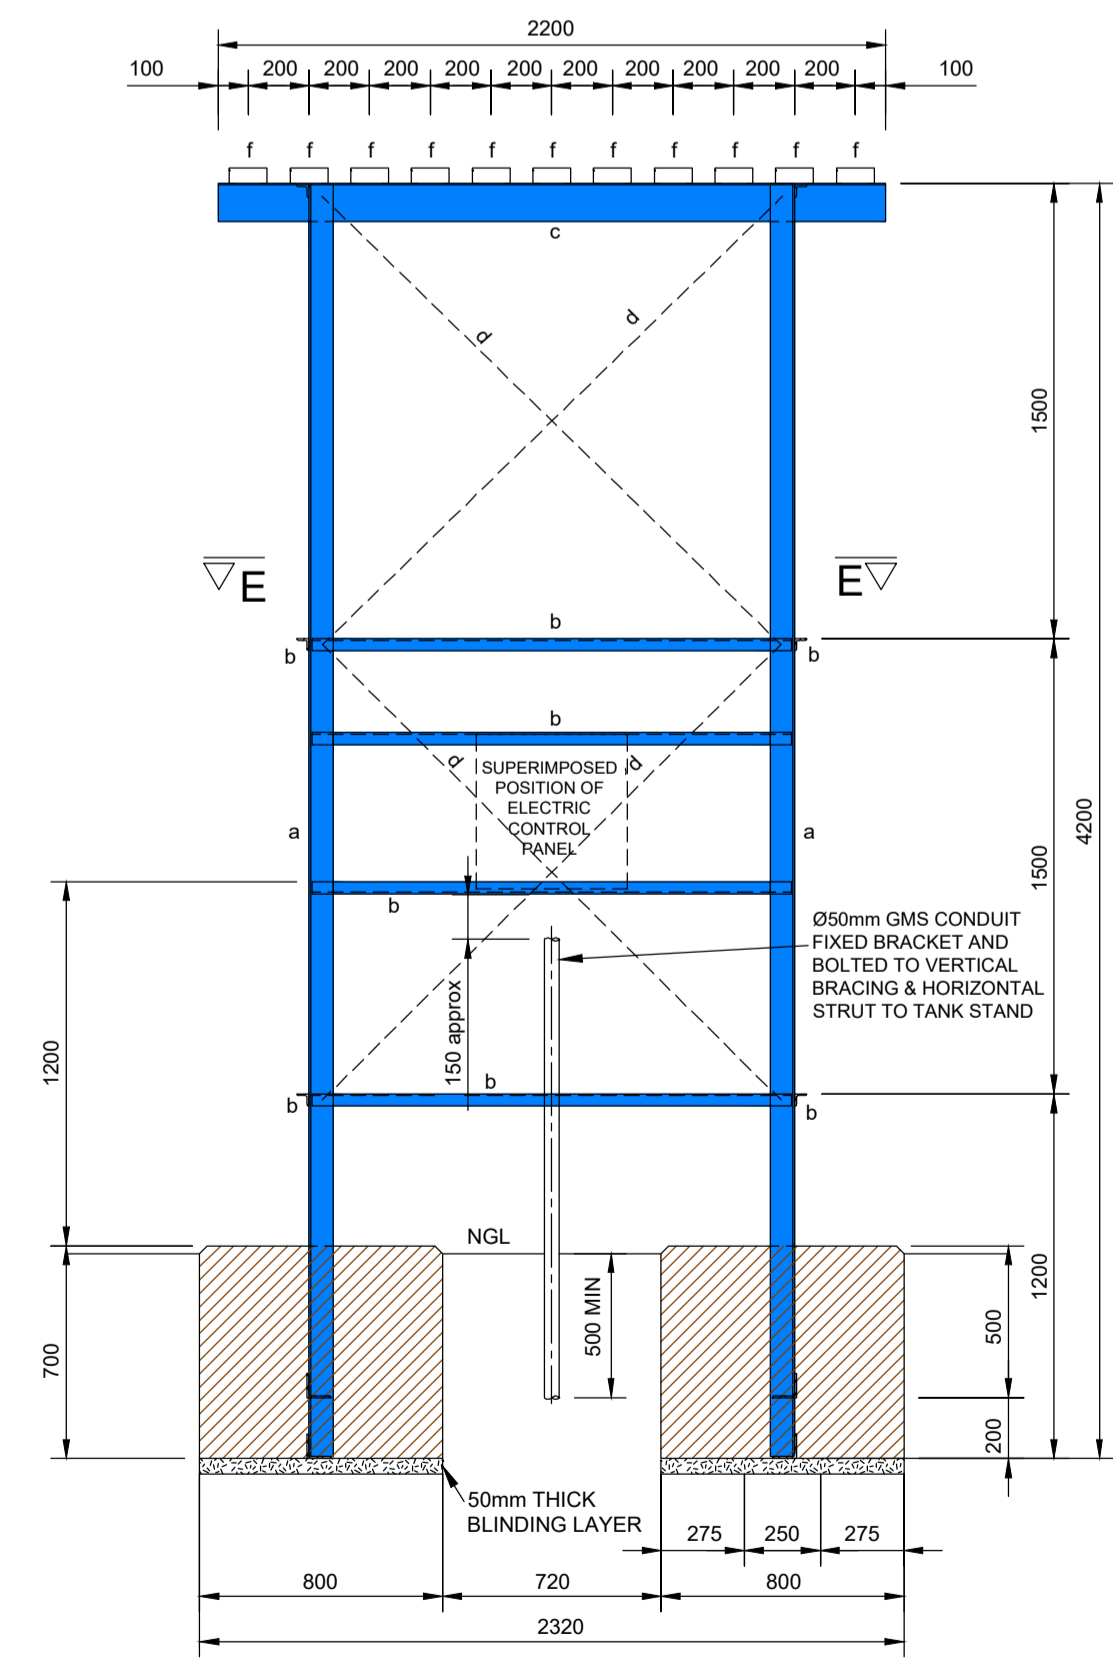 2200
100 200 200 200 200 200 200 200 200 200 200 100
f f f f f f f f f f f
c
d d
1500
E E
b
b b
b
d d
SUPERIMPOSED
POSITION OF
ELECTRIC
CONTROL
PANEL
a a
4200
1500
b
Ø50mm GMS CONDUIT
FIXED BRACKET AND
BOLTED TO VERTICAL
BRACING & HORIZONTAL
STRUT TO TANK STAND
150 approx
1200
b
b b
NGL
500 MIN
1200
500
700
200
50mm THICK
BLINDING LAYER
275 250 275
800 720 800
2320